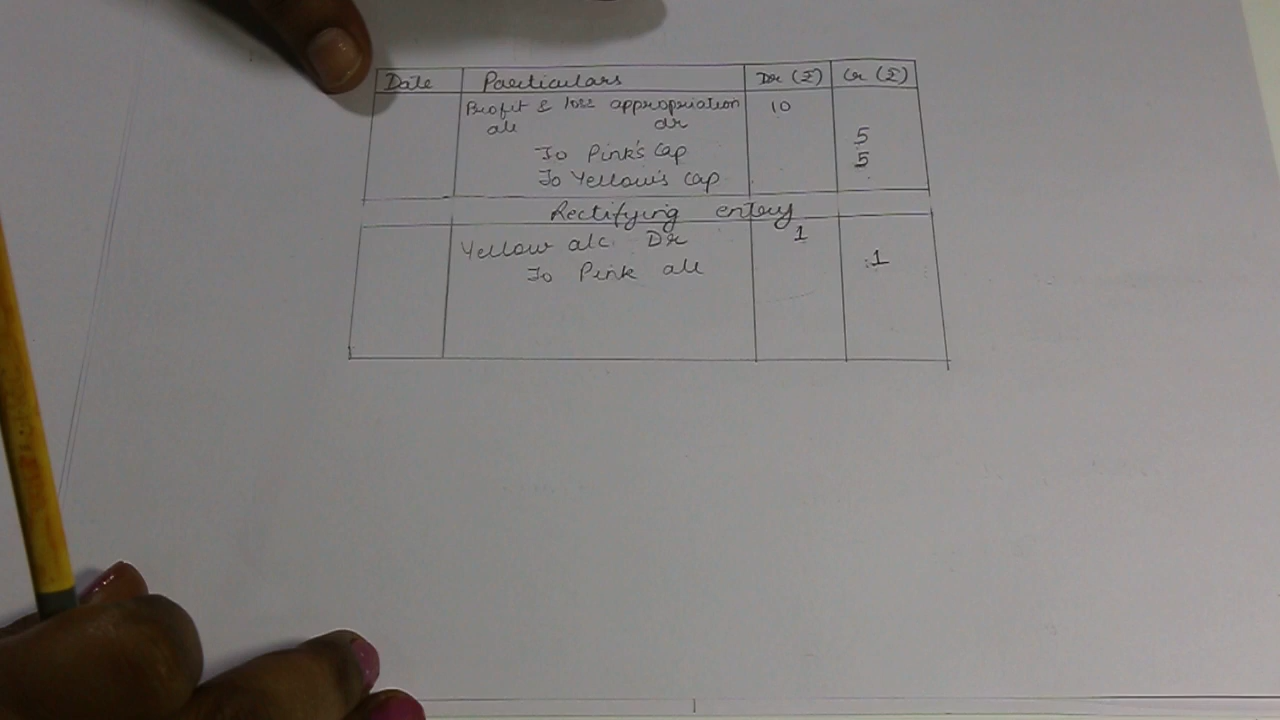 Date Particulars Dr (₹) Cr (₹)
Profit & loss appropriation 10
a/c dr
5
To Pink's Cap
5
To Yellow's Cap
Rectifying entry
Yellow a/c Dr 1
To Pink a/c 1